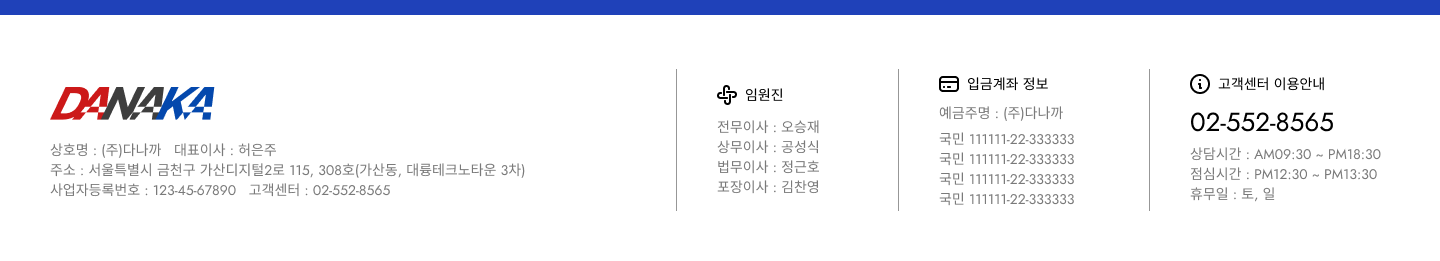 DANAKA
상호명 : (주)다나까 대표이사 : 허은주
주소 : 서울특별시 금천구 가산디지털2로 115, 308호(가산동, 대륭테크노타운 3차)
사업자등록번호 : 123-45-67890 고객센터 : 02-552-8565
임원진
전무이사 : 오승재
상무이사 : 공성식
법무이사 : 정근호
포장이사 : 김찬영
입금계좌 정보
예금주명 : (주)다나까
국민 111111-22-333333
국민 111111-22-333333
국민 111111-22-333333
국민 111111-22-333333
고객센터 이용안내
02-552-8565
상담시간 : AM09:30 ~ PM18:30
점심시간 : PM12:30 ~ PM13:30
휴무일 : 토, 일